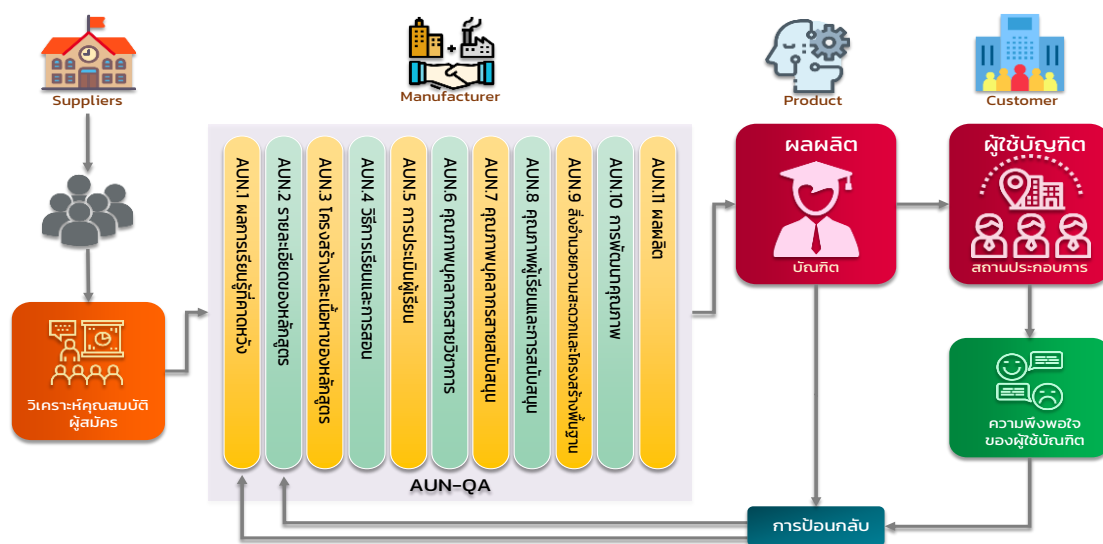 Suppliers
Manufacturer
Product
Customer
AUN.1 ผลการเรียนรู้ที่คาดหวัง
AUN.2 รายละเอียดของหลักสูตร
AUN.3 โครงสร้างและเนื้อหาของหลักสูตร
AUN.4 วิธีการเรียนและการสอน
AUN.5 การประเมินผู้เรียน
AUN.6 คุณภาพบุคลากรสายวิชาการ
AUN.7 คุณภาพบุคลากรสายสนับสนุน
AUN.8 คุณภาพผู้เรียนและการสนับสนุน
AUN.9 สิ่งอำนวยความสะดวกและโครงสร้างพื้นฐาน
AUN.10 การพัฒนาคุณภาพ
AUN.11 ผลผลิต
AUN-QA
ผลผลิต
บัณฑิต
ผู้ใช้บัณฑิต
สถานประกอบการ
วิเคราะห์คุณสมบัติ
ผู้สมัคร
ความพึงพอใจ
ของผู้ใช้บัณฑิต
การป้อนกลับ